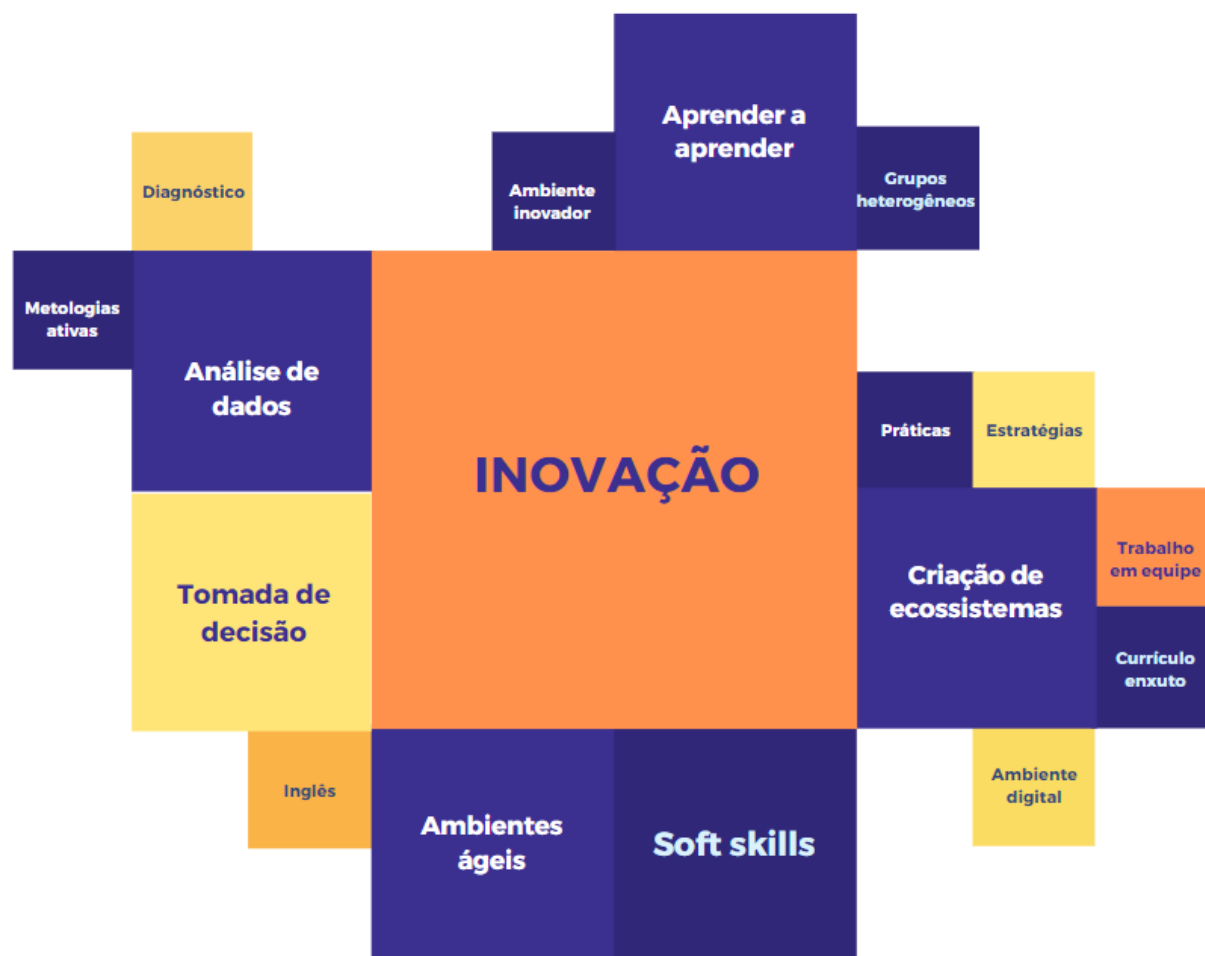 Aprender a
aprender
Diagnóstico
Ambiente
inovador
Grupos
heterogêneos
Metologias
ativas
Análise de
dados
INOVAÇÃO
Práticas
Estratégias
Tomada de
decisão
Criação de
ecossistemas
Trabalho
em equipe
Currículo
enxuto
Inglês
Ambientes
ágeis
Soft skills
Ambiente
digital